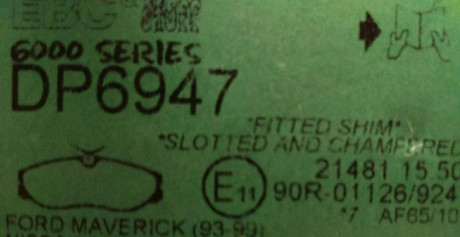 EBC
6000 SERIES
DP6947
*FITTED SHIM*
*SLOTTED AND CHAMFERED
21481 15.50
E11 90R-01126/924
*7 AF65/10
FORD MAVERICK (93-99)